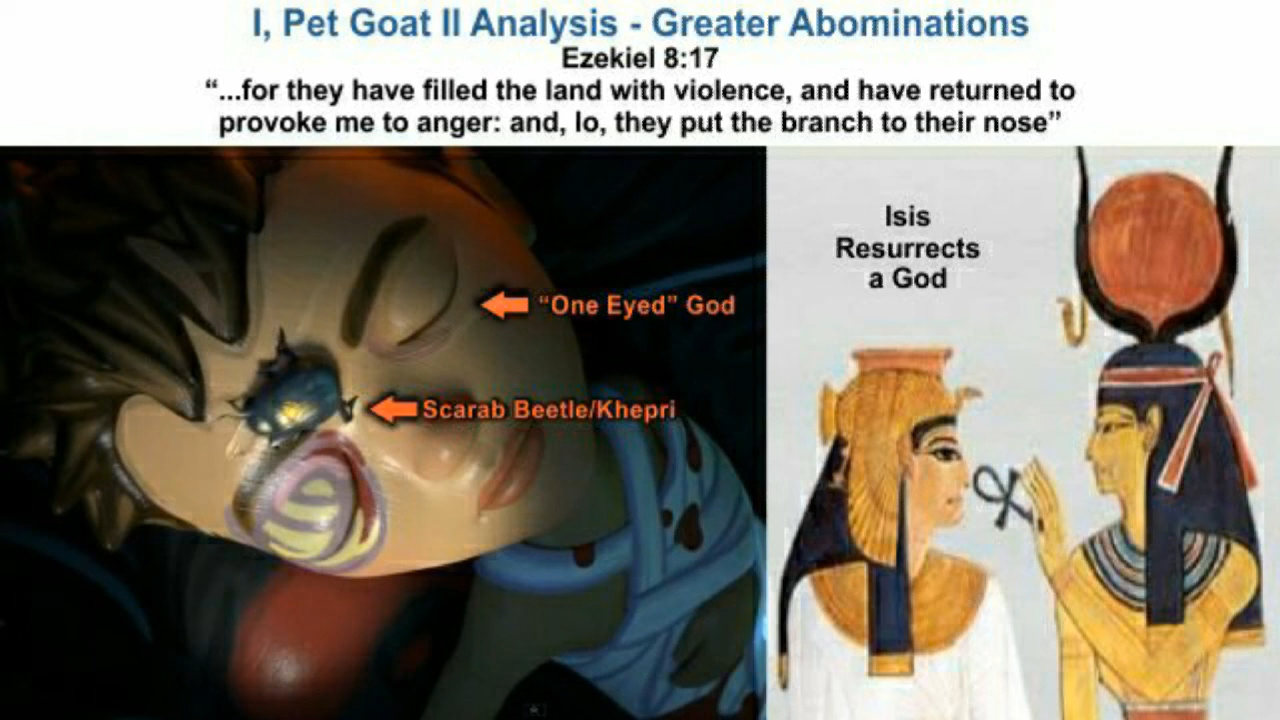 I, Pet Goat II Analysis - Greater Abominations
Ezekiel 8:17
“...for they have filled the land with violence, and have returned to
provoke me to anger: and, lo, they put the branch to their nose”
Isis
Resurrects
a God
“One Eyed” God
Scarab Beetle/Khepri